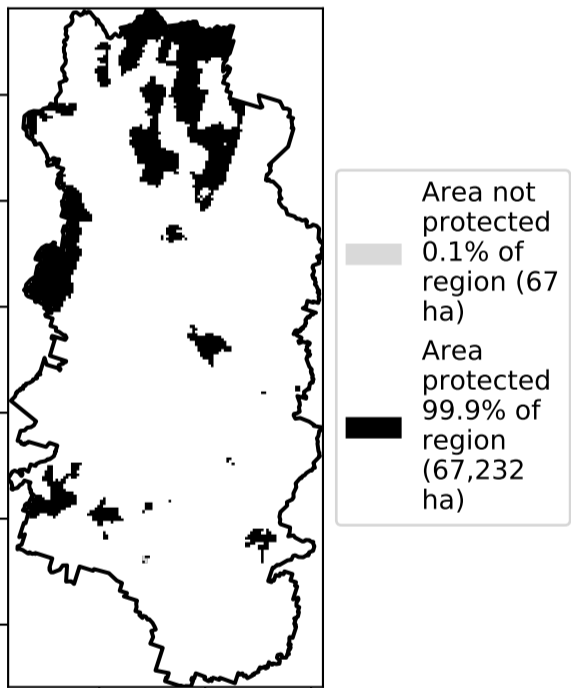 Area not
protected
0.1% of
region (67
ha)
Area
protected
99.9% of
region
(67,232
ha)